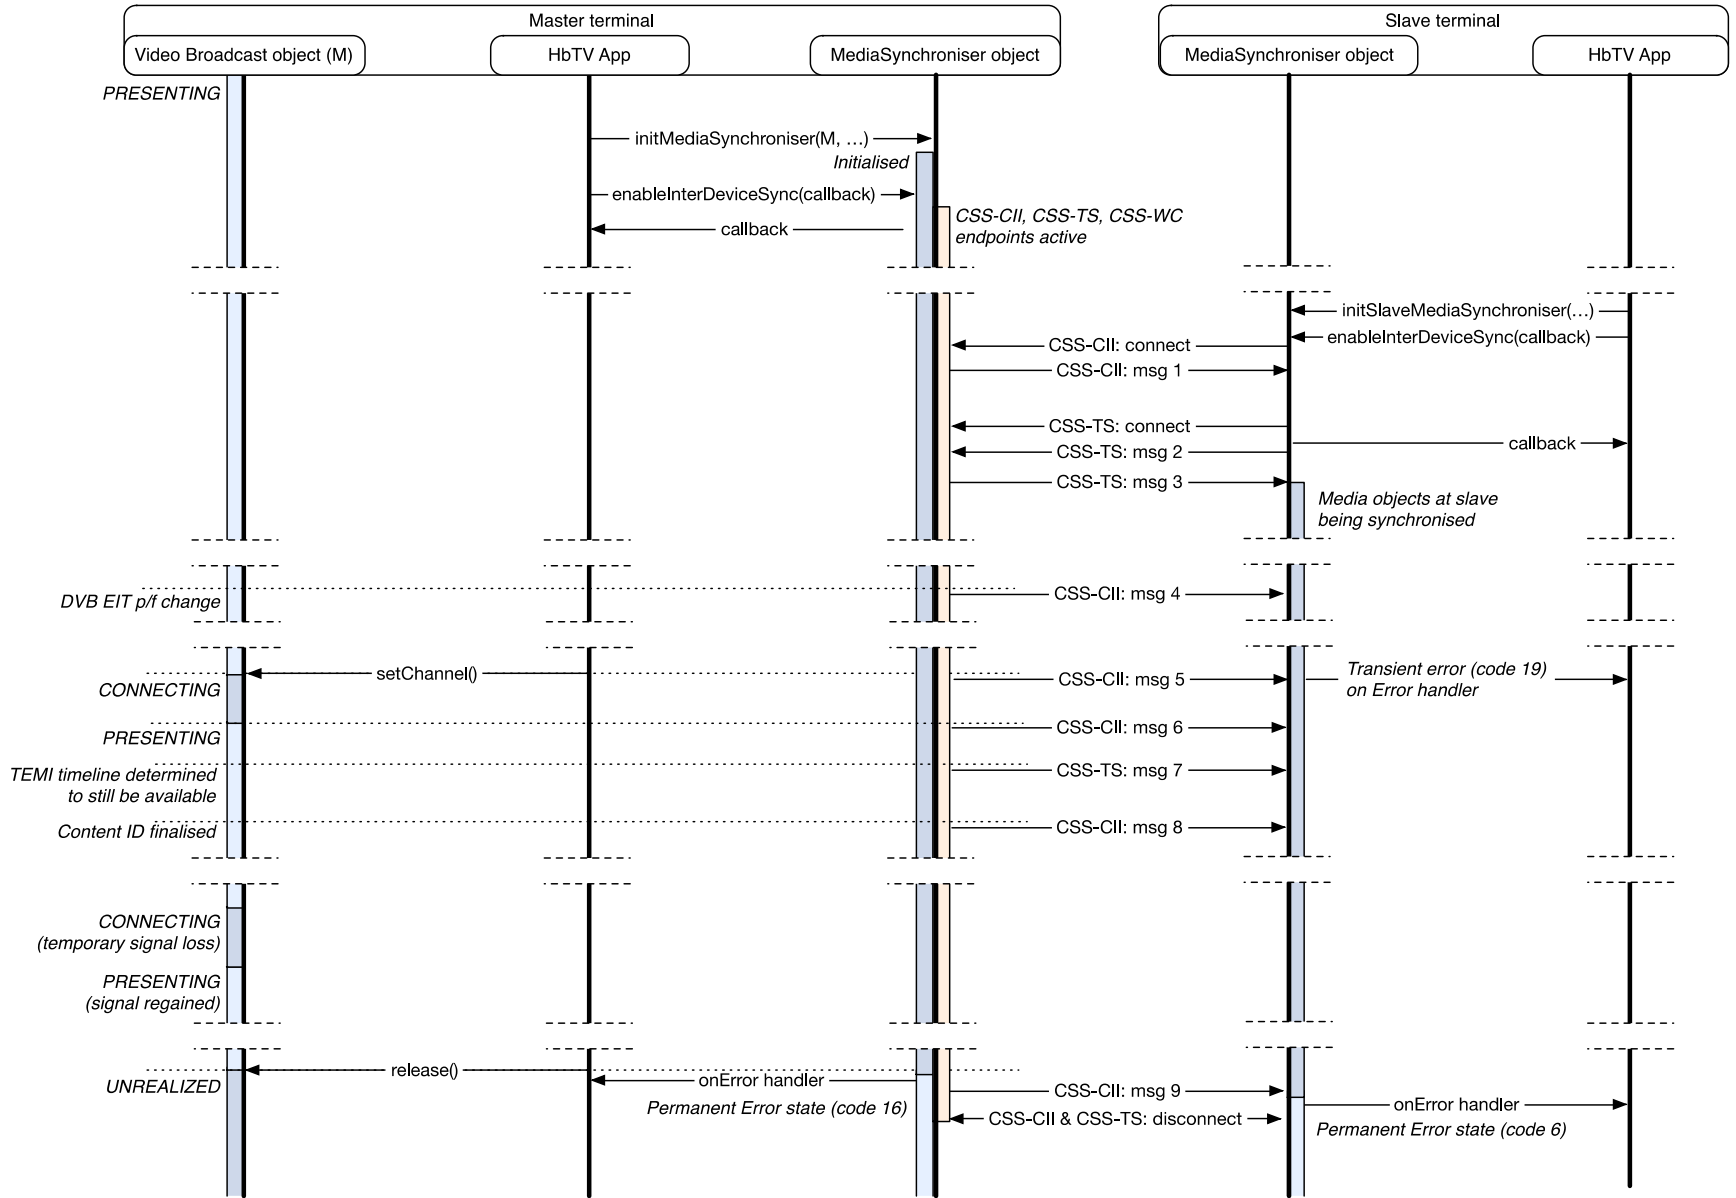 Master terminal
Slave terminal
Video Broadcast object (M)
HbTV App
MediaSynchroniser object
MediaSynchroniser object
HbTV App
PRESENTING
initMediaSynchroniser(M, …)
Initialised
enableInterDeviceSync(callback)
CSS-CII, CSS-TS, CSS-WC
endpoints active
callback
initSlaveMediaSynchroniser(…)
enableInterDeviceSync(callback)
CSS-CII: connect
CSS-CII: msg 1
CSS-TS: connect
callback
CSS-TS: msg 2
CSS-TS: msg 3
Media objects at slave
being synchronised
DVB EIT p/f change
CSS-CII: msg 4
setChannel()
CONNECTING
CSS-CII: msg 5
Transient error (code 19)
on Error handler
PRESENTING
CSS-CII: msg 6
TEMI timeline determined
to still be available
CSS-TS: msg 7
Content ID finalised
CSS-CII: msg 8
CONNECTING
(temporary signal loss)
PRESENTING
(signal regained)
release()
UNREALIZED
onError handler
Permanent Error state (code 16)
CSS-CII: msg 9
CSS-CII & CSS-TS: disconnect
onError handler
Permanent Error state (code 6)